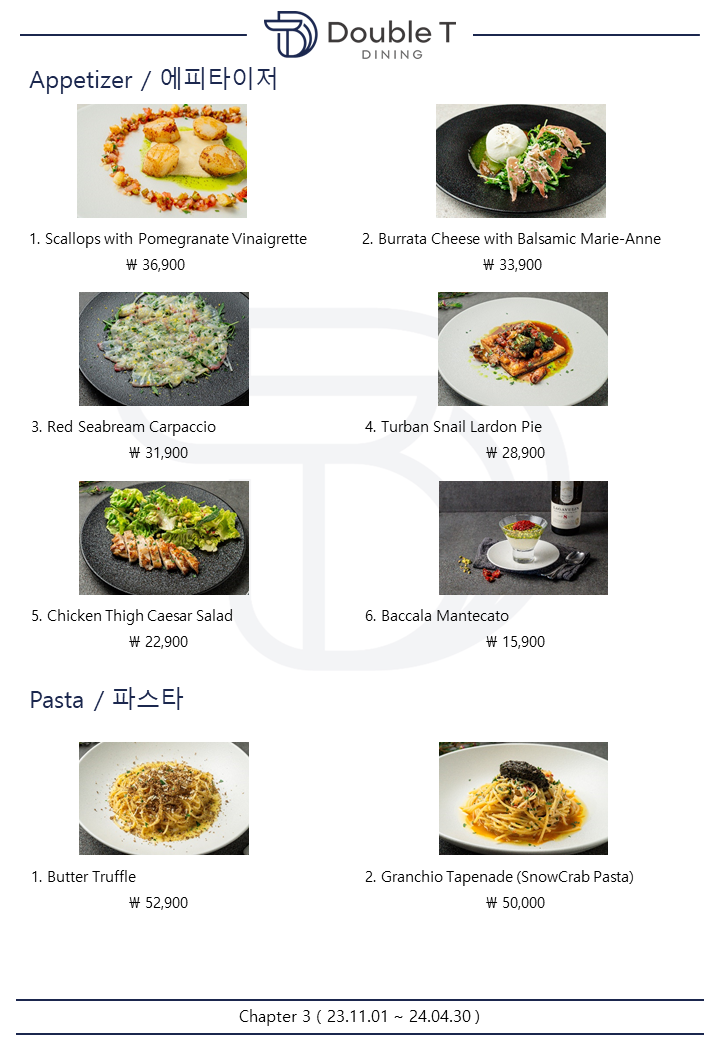 Double T
DINING
Appetizer / 에피타이저
1. Scallops with Pomegranate Vinaigrette
₩ 36,900
2. Burrata Cheese with Balsamic Marie-Anne
₩ 33,900
3. Red Seabream Carpaccio
₩ 31,900
4. Turban Snail Lardon Pie
₩ 28,900
5. Chicken Thigh Caesar Salad
₩ 22,900
6. Baccala Mantecato
₩ 15,900
Pasta / 파스타
1. Butter Truffle
₩ 52,900
2. Granchio Tapenade (SnowCrab Pasta)
₩ 50,000
Chapter 3 ( 23.11.01 ~ 24.04.30 )